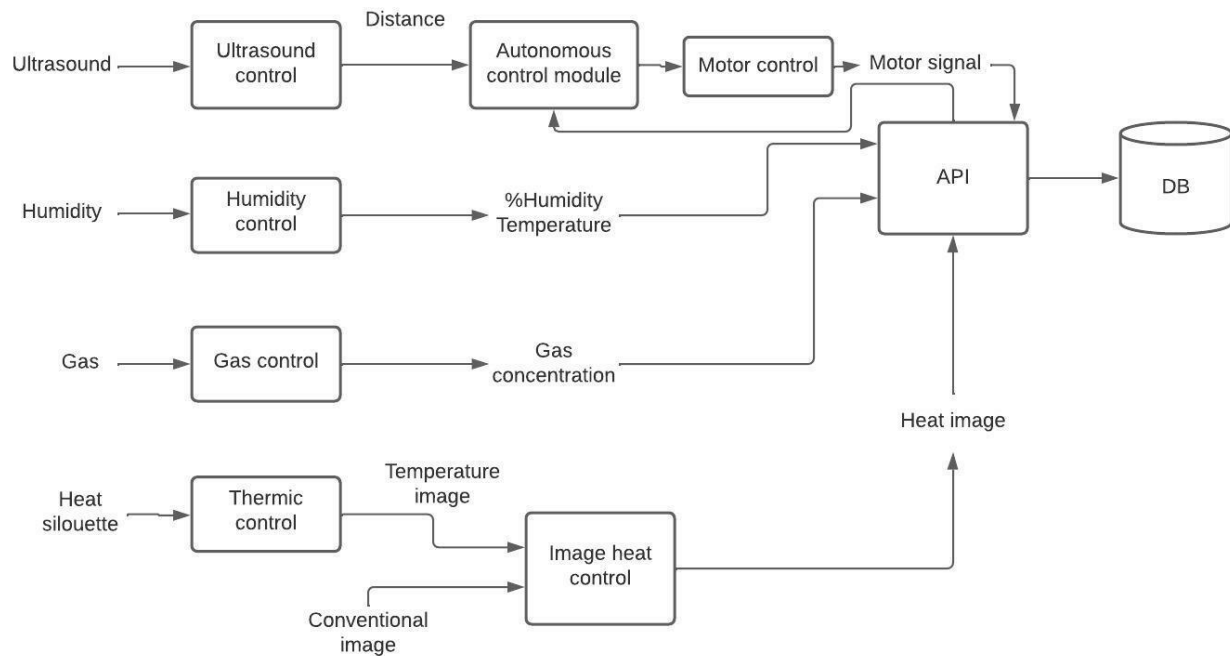 Distance
Ultrasound
Ultrasound
control
Autonomous
control module
Motor control
Motor signal
API
DB
Humidity
Humidity
control
%Humidity
Temperature
Gas
Gas control
Gas
concentration
Heat image
Heat
silouette
Thermic
control
Temperature
image
Image heat
control
Conventional
image